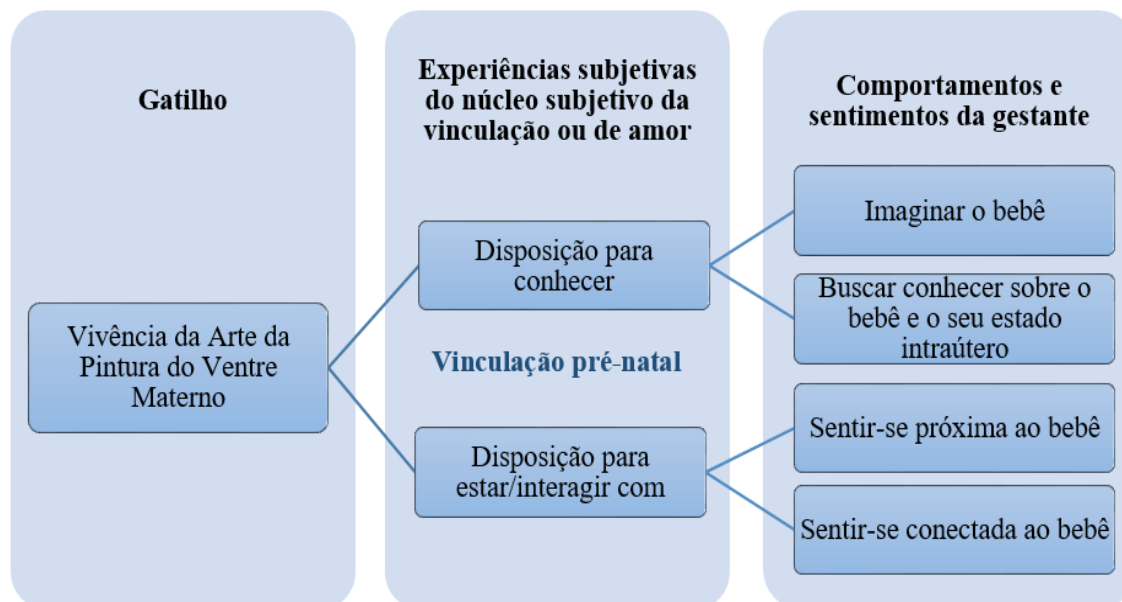 Gatilho
Vivência da Arte da
Pintura do Ventre
Materno
Experiências subjetivas
do núcleo subjetivo da
vinculação ou de amor
Disposição para
conhecer
Vinculação pré-natal
Disposição para
estar/interagir com
Comportamentos e
sentimentos da gestante
Imaginar o bebê
Buscar conhecer sobre o
bebê e o seu estado
intraútero
Sentir-se próxima ao bebê
Sentir-se conectada ao bebê